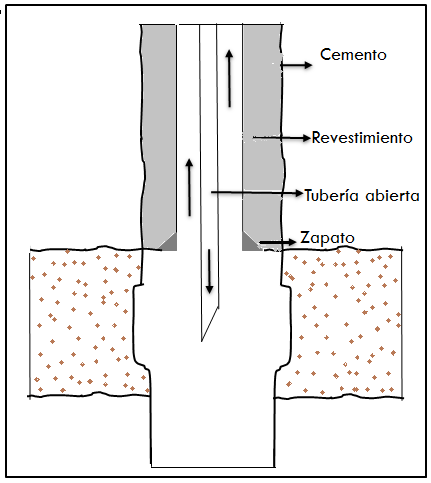 Cemento
Revestimiento
Tubería abierta
Zapato